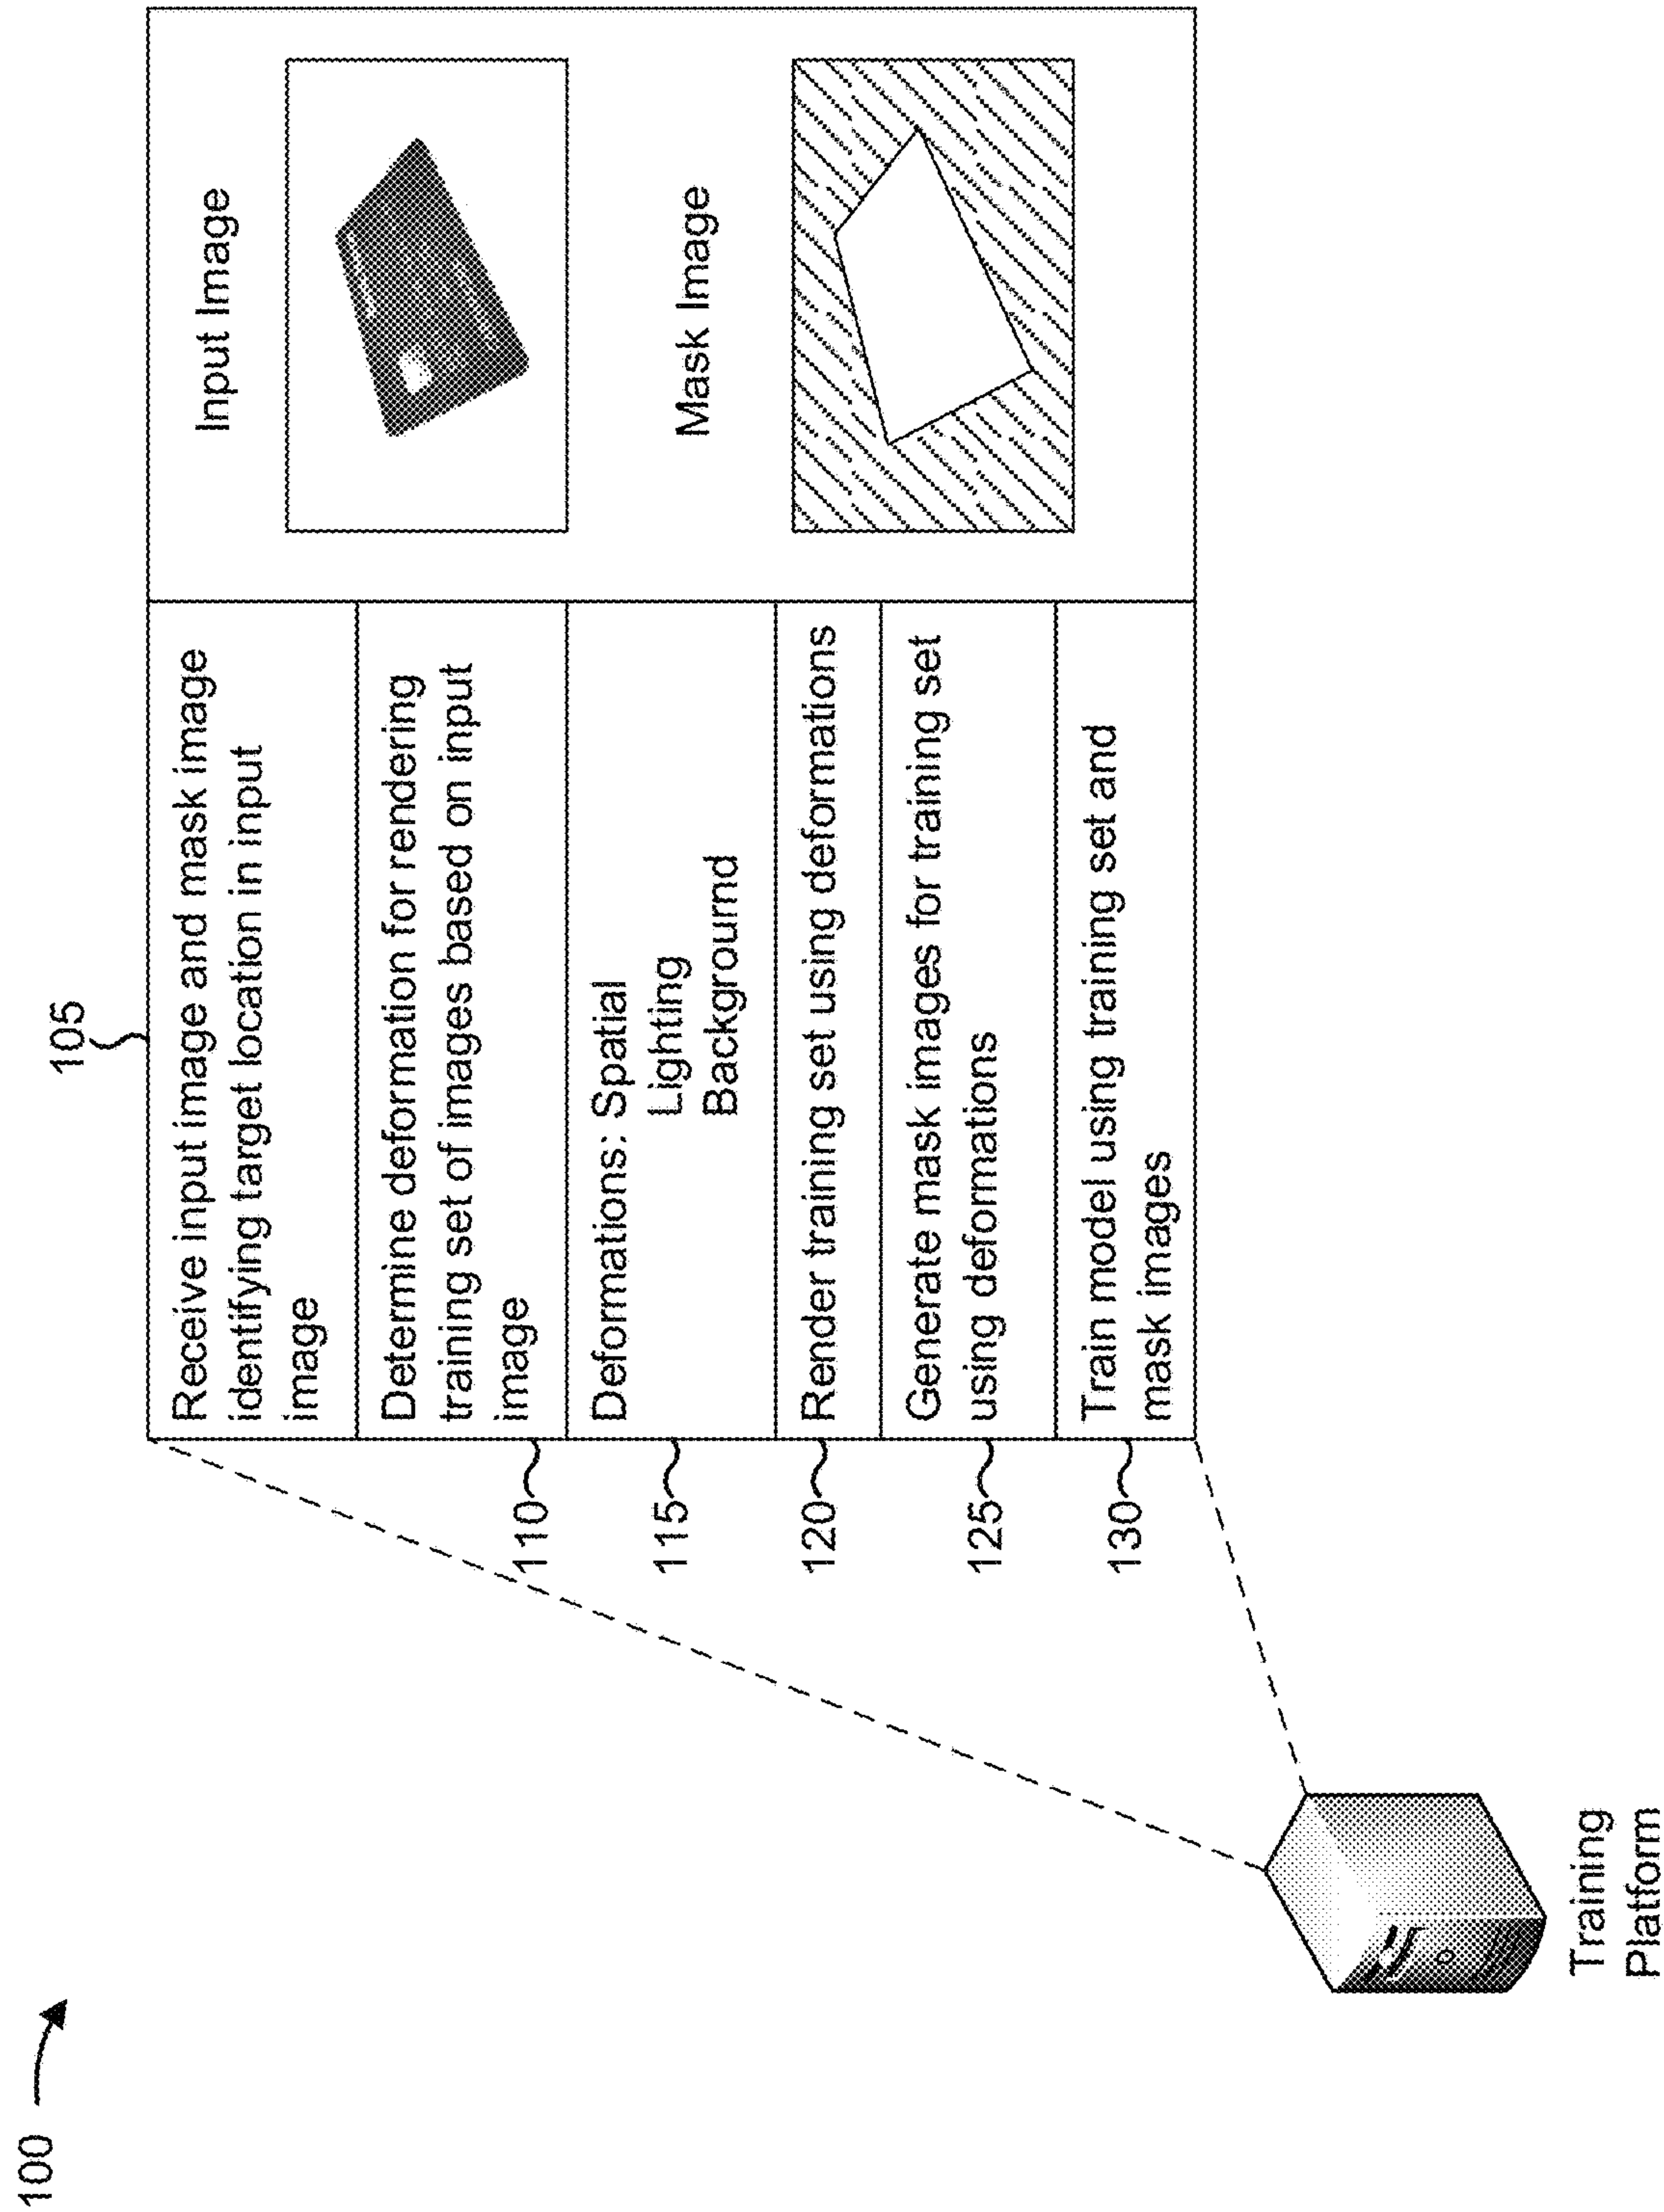 100
105
Receive input image and mask image
identifying target location in input
image
110
Determine deformation for rendering
training set of images based on input
image
115
Deformations: Spatial
Lighting
Background
120
Render training set using deformations
125
Generate mask images for training set
using deformations
130
Train model using training set and
mask images
Input Image
Mask Image
Training
Platform